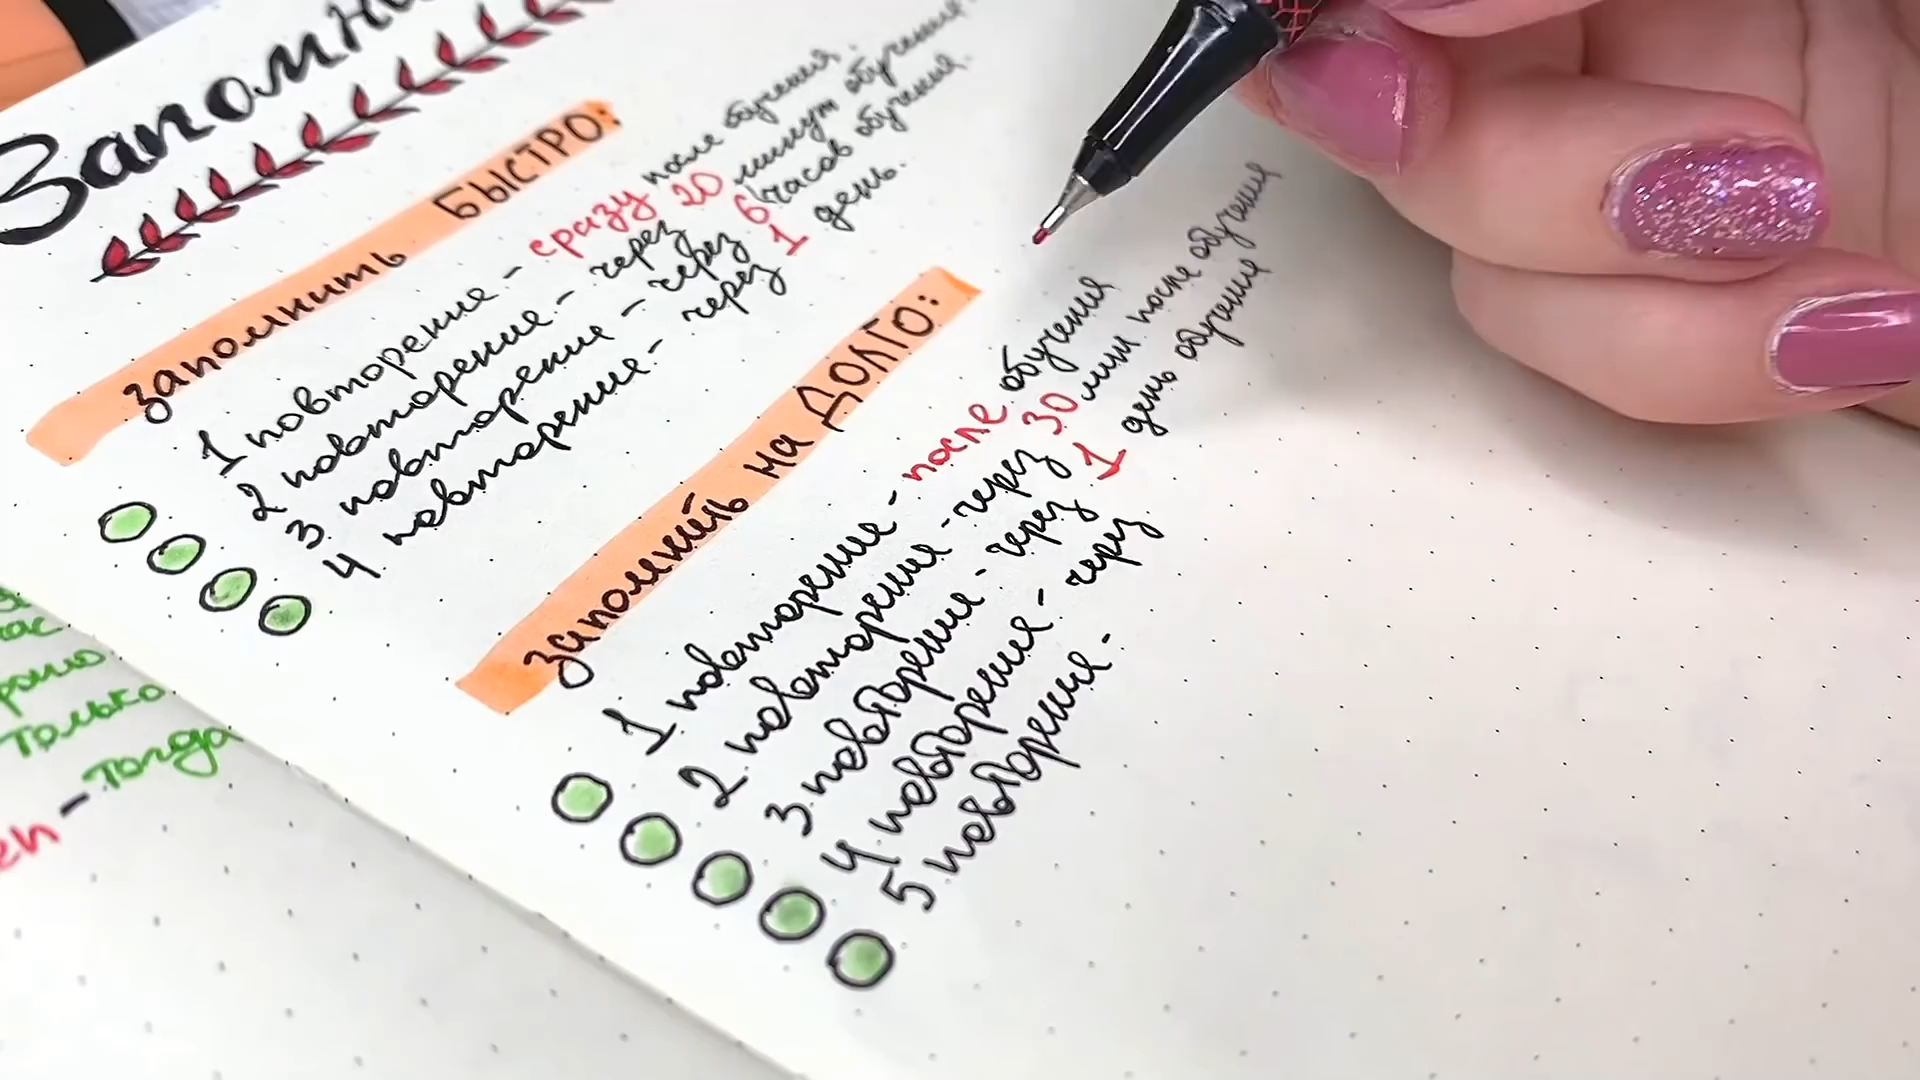 запомнить БЫСТРО:
1 повторение - сразу после обучения.
2 повторение - через 20 минут обучения.
3 повторение - через 6 часов обучения.
4 повторение - через 1 день.
запомнить на ДОЛГО:
1 повторение - после обучения
2 повторение - через 30 мин. после обучения
3 повторение - через 1 день обучения
4 повторение - через
5 повторение -
только
- тогда